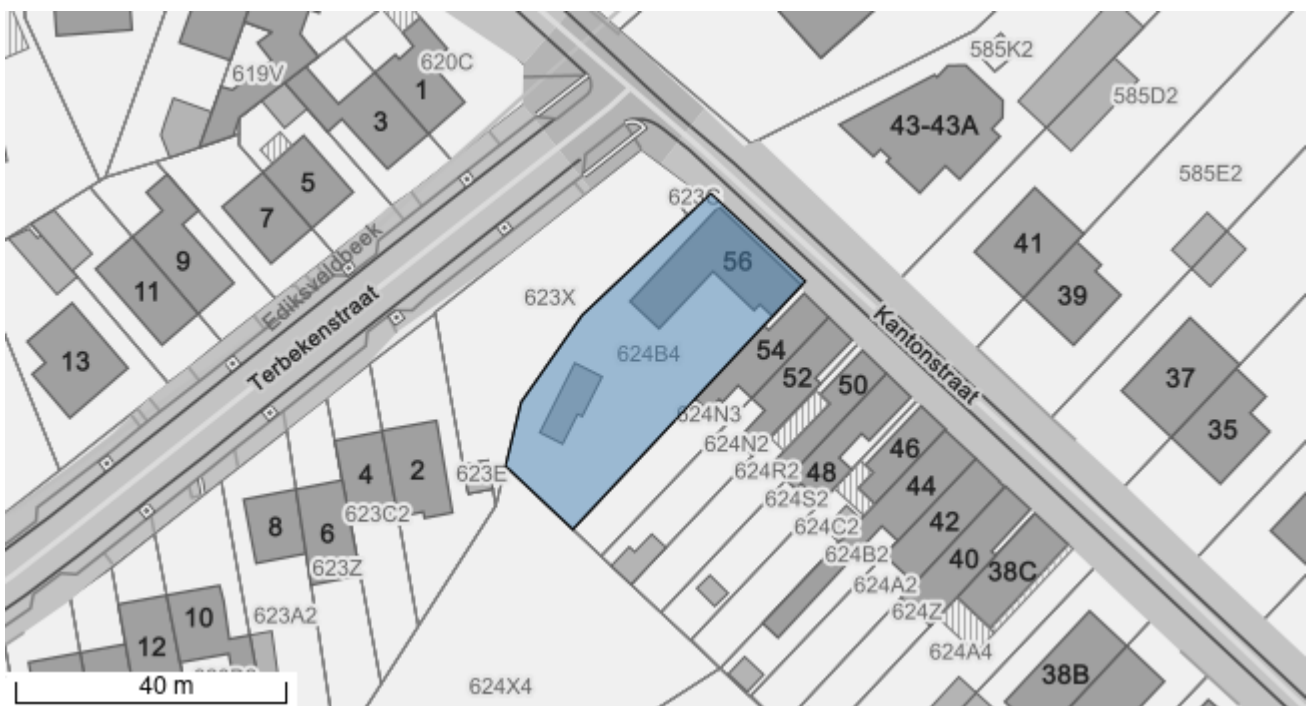 585K2
619V
620C
585D2
1
3
43-43A
5
585E2
7
623C
41
9
56
11
39
Ediksveldbeek
623X
Kantonstraat
Terbekenstraat
13
54
624B4
52
50
37
624N3
35
624N2
46
4
2
623E
624R2
48
44
8
623C2
624S2
6
624C2
42
624B2
40
623Z
38C
624A2
10
623A2
624Z
12
624A4
38B
40 m
624X4